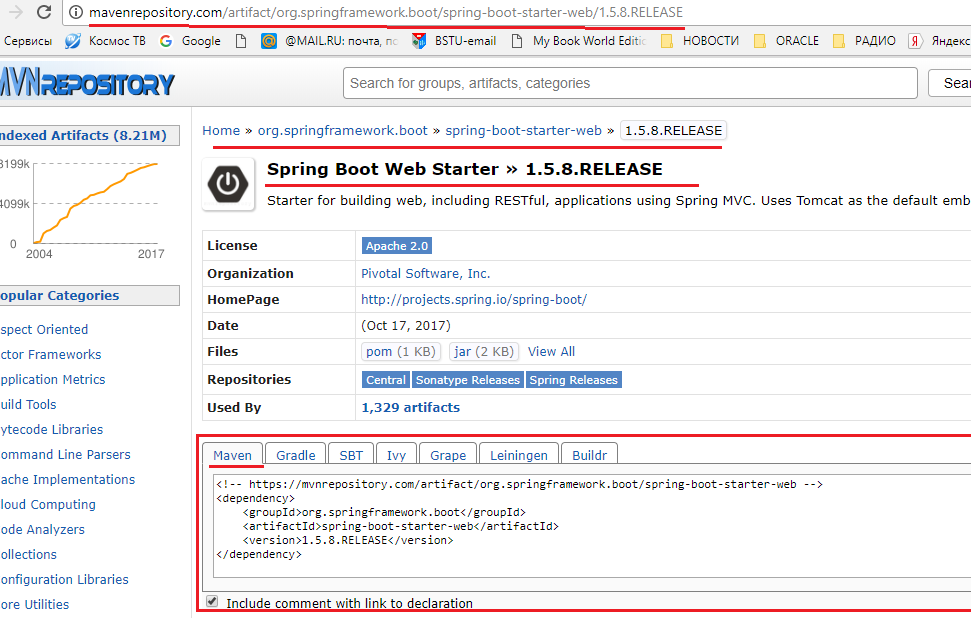 mavenrepository.com/artifact/org.springframework.boot/spring-boot-starter-web/1.5.8.RELEASE
Сервисы Космос ТВ Google @MAIL.RU: почта, по BSTU-email My Book World Editic НОВОСТИ ORACLE РАДИО Яндекс
MVNREPOSITORY Search for groups, artifacts, categories Sear
ndexed Artifacts (8.21M)
8199k
4099k
0
2004 2017
opular Categories
spect Oriented
ctor Frameworks
pplication Metrics
uild Tools
ytecode Libraries
ommand Line Parsers
ache Implementations
loud Computing
ode Analyzers
ollections
onfiguration Libraries
ore Utilities
Home » org.springframework.boot » spring-boot-starter-web » 1.5.8.RELEASE
Spring Boot Web Starter » 1.5.8.RELEASE
Starter for building web, including RESTful, applications using Spring MVC. Uses Tomcat as the default emb
License Apache 2.0
Organization Pivotal Software, Inc.
HomePage http://projects.spring.io/spring-boot/
Date (Oct 17, 2017)
Files pom (1 KB) jar (2 KB) View All
Repositories Central Sonatype Releases Spring Releases
Used By 1,329 artifacts
Maven Gradle SBT Ivy Grape Leiningen Buildr
<!-- https://mvnrepository.com/artifact/org.springframework.boot/spring-boot-starter-web -->
<dependency>
<groupId>org.springframework.boot</groupId>
<artifactId>spring-boot-starter-web</artifactId>
<version>1.5.8.RELEASE</version>
</dependency>
Include comment with link to declaration